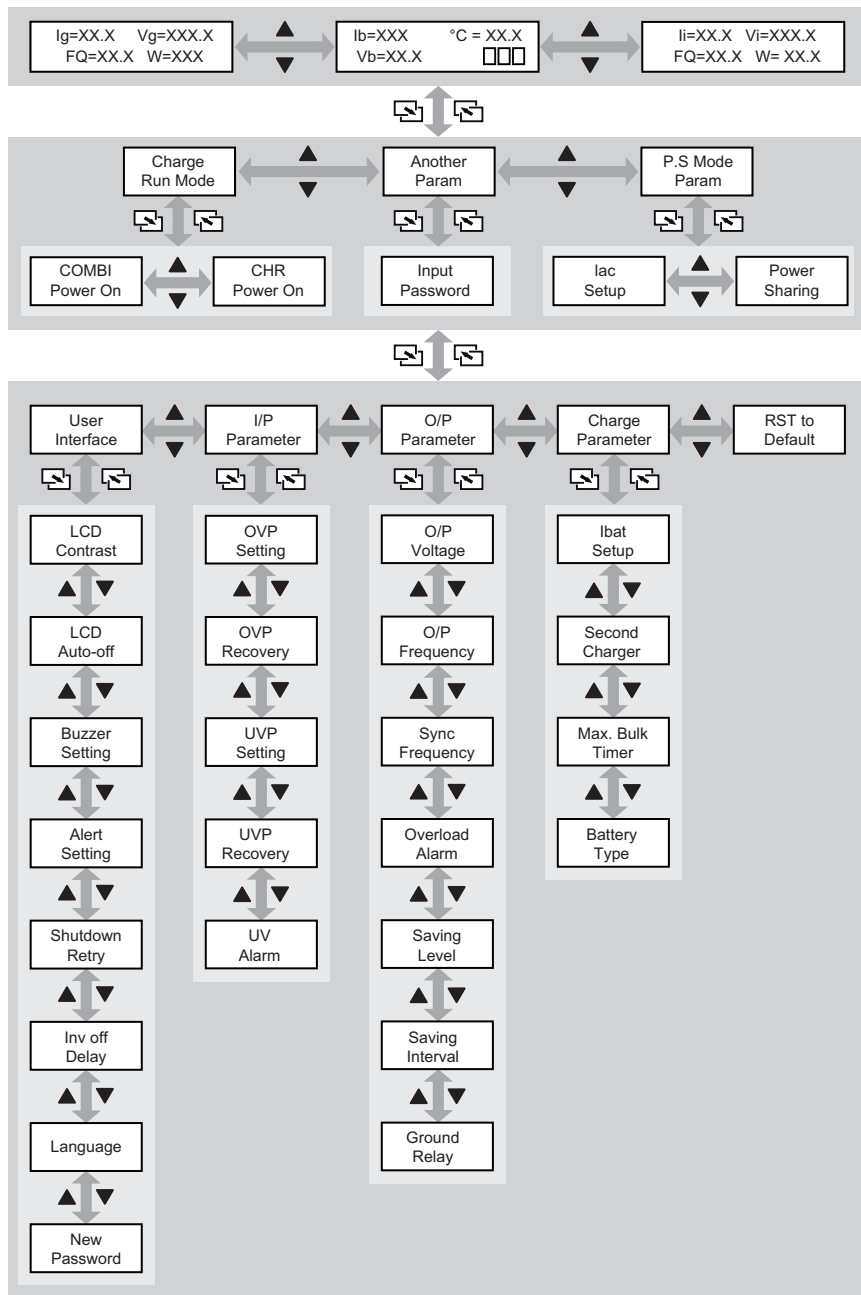 Ig=XX.X Vg=XXX.X
FQ=XX.X W=XXX
Ib=XXX °C = XX.X
Vb=XX.X
Ii=XX.X Vi=XXX.X
FQ=XX.X W= XX.X
Charge
Run Mode
Another
Param
P.S Mode
Param
COMBI
Power On
CHR
Power On
Input
Password
Iac
Setup
Power
Sharing
User
Interface
I/P
Parameter
O/P
Parameter
Charge
Parameter
RST to
Default
LCD
Contrast
LCD
Auto-off
Buzzer
Setting
Alert
Setting
Shutdown
Retry
Inv off
Delay
Language
New
Password
OVP
Setting
OVP
Recovery
UVP
Setting
UVP
Recovery
UV
Alarm
O/P
Voltage
O/P
Frequency
Sync
Frequency
Overload
Alarm
Saving
Level
Saving
Interval
Ground
Relay
Ibat
Setup
Second
Charger
Max. Bulk
Timer
Battery
Type